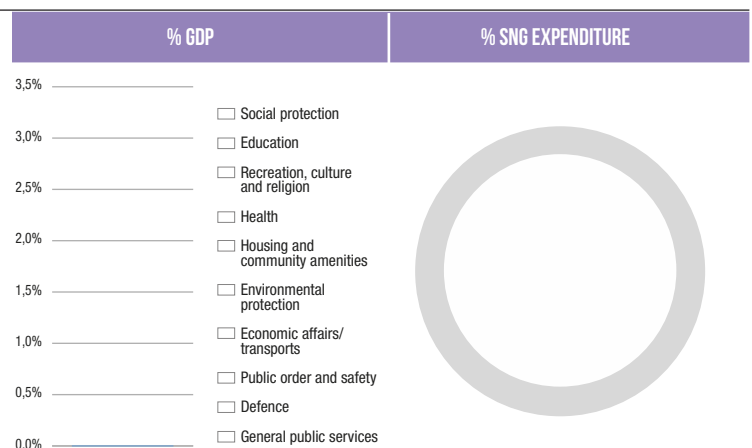 % GDP
% SNG EXPENDITURE
3,5%
3,0%
2,5%
2,0%
1,5%
1,0%
0,5%
0,0%
Social protection
Education
Recreation, culture
and religion
Health
Housing and
community amenities
Environmental
protection
Economic affairs/
transports
Public order and safety
Defence
General public services